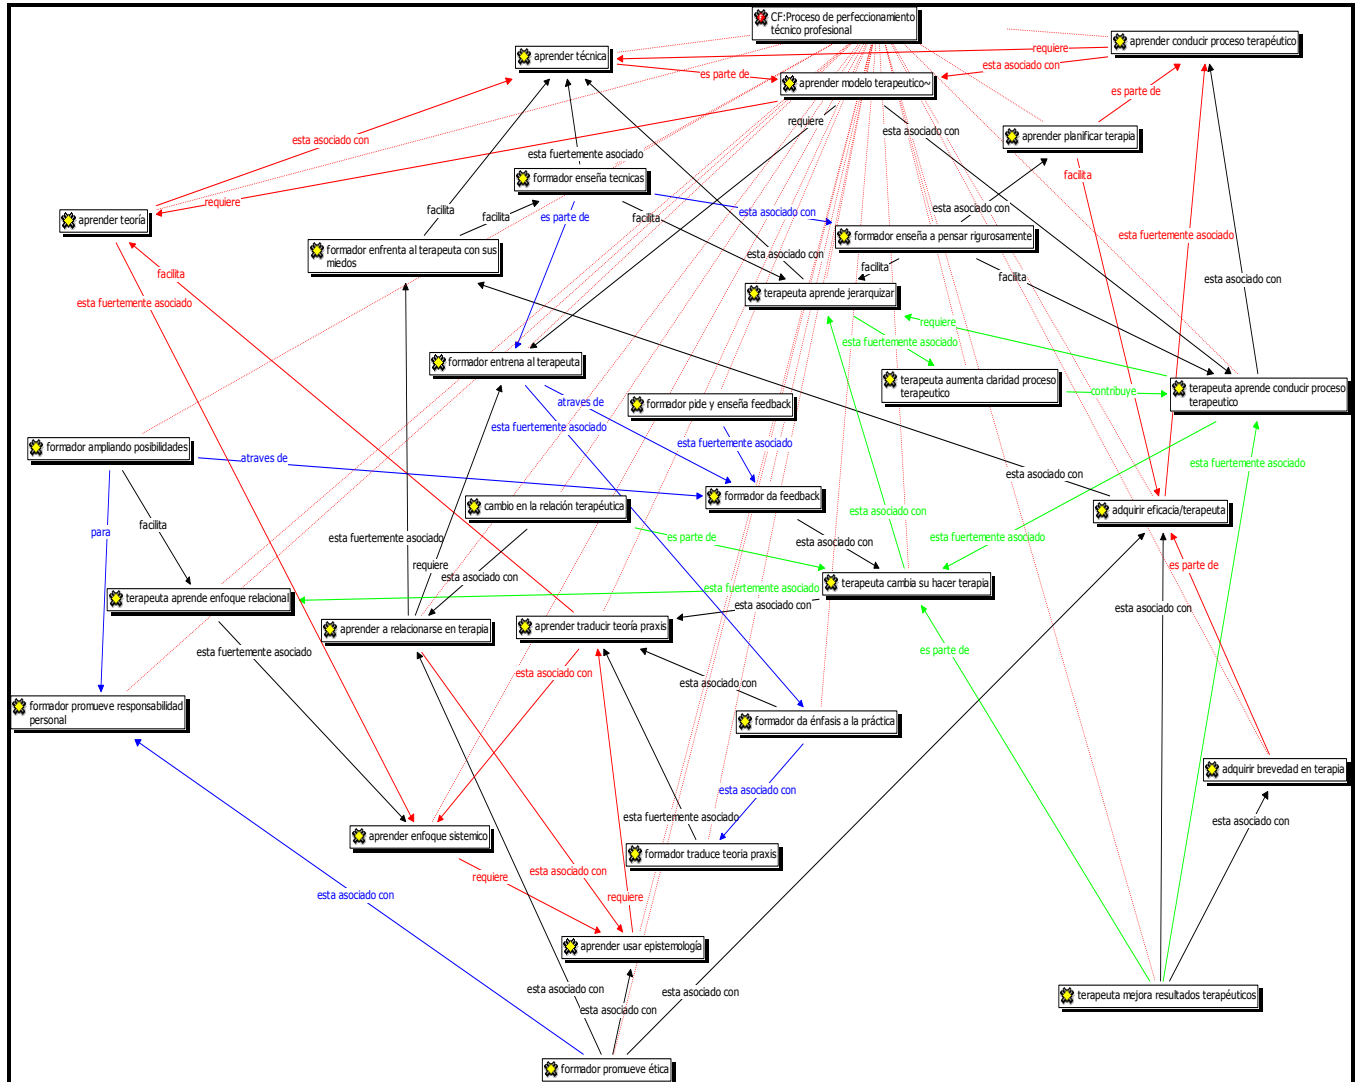 CF:Proceso de perfeccionamiento
técnico profesional
aprender conducir proceso terapéutico
requiere
aprender técnica
esta asociado con
es parte de
aprender modelo terapeutico~
es parte de
requiere
esta asociado con
aprender planificar terapia
esta asociado con
esta fuertemente asociado
facilita
formador enseña tecnicas
requiere
facilita
facilita
es parte de
facilita
esta asociado con
esta asociado con
aprender teoría
esta fuertemente asociado
formador enseña a pensar rigurosamente
formador enfrenta al terapeuta con sus
miedos
esta asociado con
facilita
facilita
facilita
esta asociado con
terapeuta aprende jerarquizar
esta fuertemente asociado
requiere
esta fuertemente asociado
formador entrena al terapeuta
terapeuta aumenta claridad proceso
terapeutico
contribuye
terapeuta aprende conducir proceso
terapeutico
atraves de
formador pide y enseña feedback
esta fuertemente asociado
formador ampliando posibilidades
esta fuertemente asociado
atraves de
esta fuertemente asociado
esta asociado con
formador da feedback
cambio en la relación terapéutica
adquirir eficacia/terapeuta
esta asociado con
facilita
para
esta fuertemente asociado
es parte de
esta asociado con
esta fuertemente asociado
requiere
es parte de
esta asociado con
terapeuta cambia su hacer terapia
esta fuertemente asociado
terapeuta aprende enfoque relacional
esta asociado con
esta asociado con
aprender a relacionarse en terapia
aprender traducir teoría praxis
esta fuertemente asociado
es parte de
esta asociado con
esta asociado con
formador promueve responsabilidad
personal
formador da énfasis a la práctica
adquirir brevedad en terapia
esta asociado con
esta fuertemente asociado
esta asociado con
aprender enfoque sistemico
formador traduce teoria praxis
esta asociado con
requiere
esta asociado con
requiere
aprender usar epistemología
esta asociado con
esta asociado con
esta asociado con
terapeuta mejora resultados terapéuticos
formador promueve ética